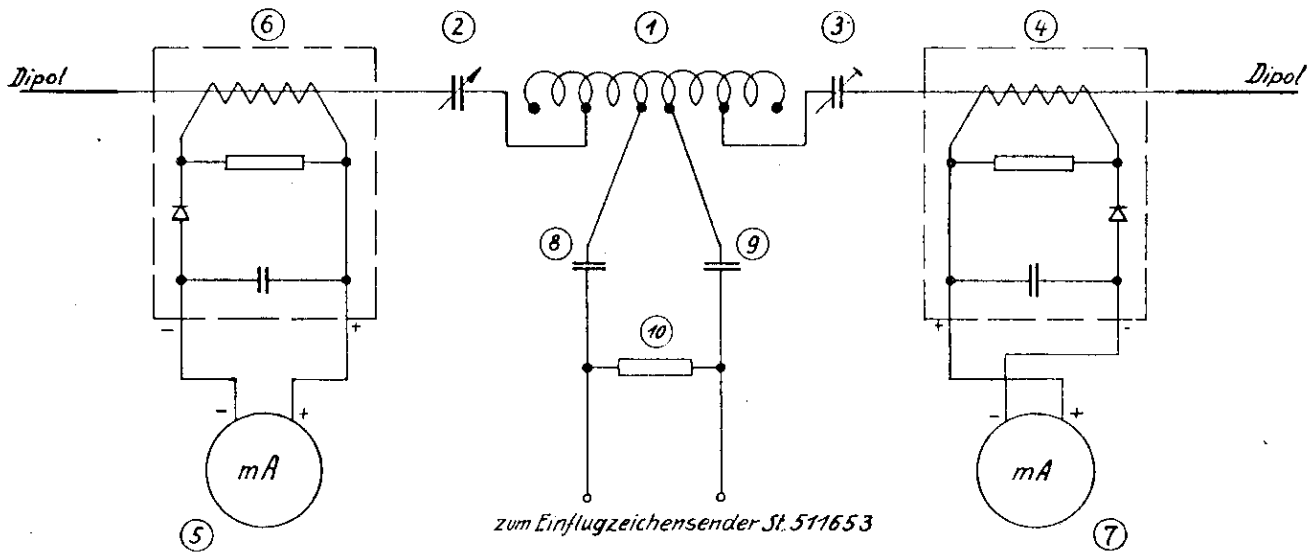 6 2 1 3 4
Dipol Dipol
8 9
10
- + + -
- + - +
mA mA
5 zum Einflugzeichensender St. 511653 7